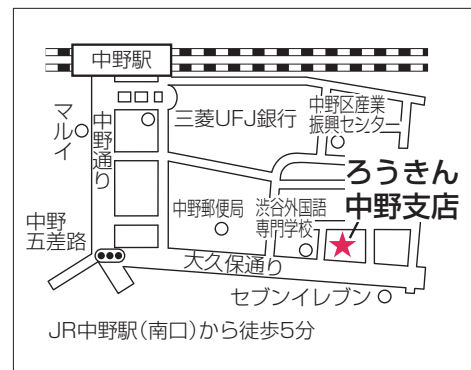 中野駅
マルイ
中野通り
三菱UFJ銀行
中野区産業
振興センター
ろうきん
中野支店
中野郵便局
渋谷外国語
専門学校
中野
五差路
大久保通り
セブンイレブン
JR中野駅(南口)から徒歩5分